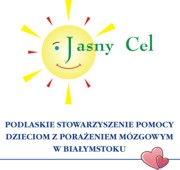 Jasny Cel
PODLASKIE STOWARZYSZENIE POMOCY
DZIECIOM Z PORAŻENIEM MÓZGOWYM
W BIAŁYMSTOKU